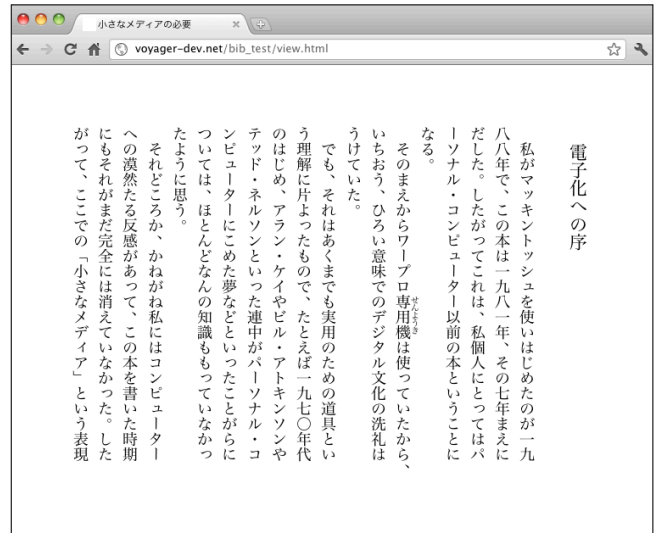 小さなメディアの必要
voyager-dev.net/bib_test/view.html
電子化への序
私がマッキントッシュを使いはじめたのが一九
八八年で、この本は一九八一年、その七年まえに
だした。したがってこれは、私個人にとってはパ
ーソナル・コンピューター以前の本ということに
なる。
そのまえからワープロ専用機は使っていたから、
せんようき
いちおう、ひろい意味でのデジタル文化の洗礼は
うけていた。
でも、それはあくまでも実用のための道具とい
う理解に片よったもので、たとえば一九七〇年代
のはじめ、アラン・ケイやビル・アトキンソンや
テッド・ネルソンといった連中がパーソナル・コ
ンピューターにこめた夢などといったことがらに
ついては、ほとんどなんの知識ももっていなかっ
たように思う。
それどころか、かねがね私にはコンピューター
への漠然たる反感があって、この本を書いた時期
にもそれがまだ完全には消えていなかった。した
がって、ここでの「小さなメディア」という表現